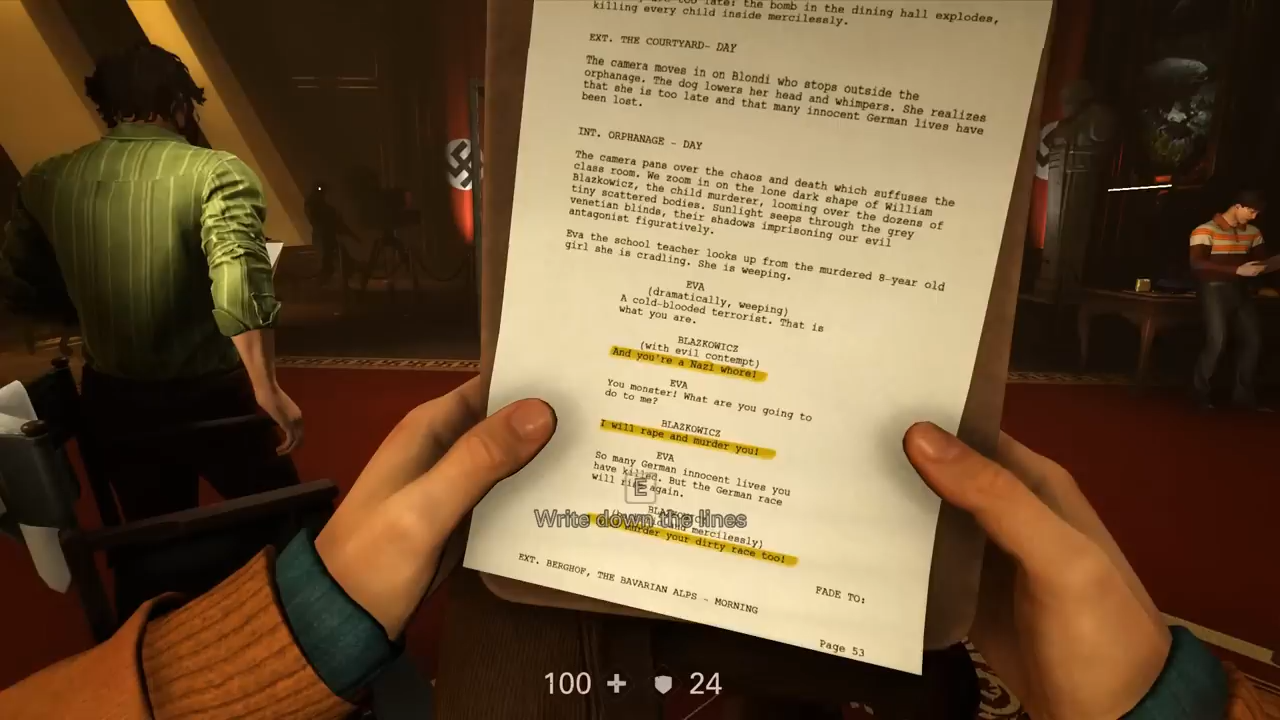 are too late: the bomb in the dining hall explodes,
killing every child inside mercilessly.
EXT. THE COURTYARD- DAY
The camera moves in on Blondi who stops outside the
orphanage. The dog lowers her head and whimpers. She realizes
that she is too late and that many innocent German lives have
been lost.
INT. ORPHANAGE - DAY
The camera pans over the chaos and death which suffuses the
class room. We zoom in on the lone dark shape of William
Blazkowicz, the child murderer, looming over the dozens of
tiny scattered bodies. Sunlight seeps through the grey
venetian blinds, their shadows imprisoning our evil
antagonist figuratively.
Eva the school teacher looks up from the murdered 8-year old
girl she is cradling. She is weeping.
EVA
(dramatically, weeping)
A cold-blooded terrorist. That is
what you are.
BLAZKOWICZ
(with evil contempt)
And you're a Nazi whore!
EVA
You monster! What are you going to
do to me?
BLAZKOWICZ
I will rape and murder you!
EVA
So many German innocent lives you
have killed. But the German race
will again.
mercilessly)
murder your dirty race too!
E
Write down the lines
FADE TO:
EXT. BERGHOF, THE BAVARIAN ALPS - MORNING
Page 53
100 + 24